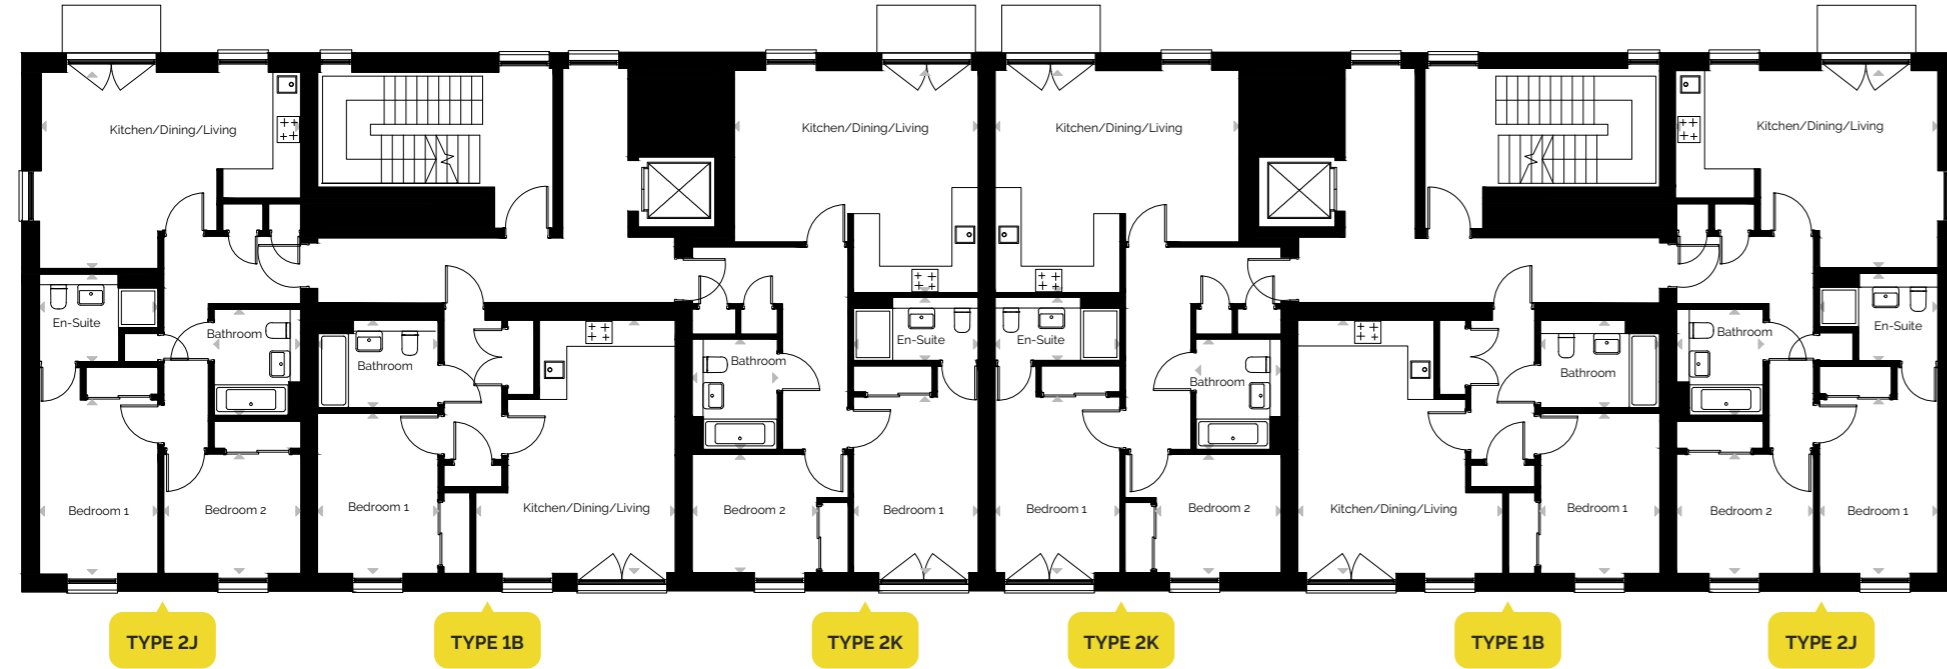 Kitchen/Dining/Living
Kitchen/Dining/Living
Kitchen/Dining/Living
Kitchen/Dining/Living
En-Suite
Bathroom
Bathroom
Bathroom
En-Suite
En-Suite
Bathroom
Bathroom
Bathroom
En-Suite
Bedroom 1
Bedroom 2
Bedroom 1
Kitchen/Dining/Living
Bedroom 2
Bedroom 1
Bedroom 1
Bedroom 2
Kitchen/Dining/Living
Bedroom 1
Bedroom 2
Bedroom 1
TYPE 2J
TYPE 1B
TYPE 2K
TYPE 2K
TYPE 1B
TYPE 2J